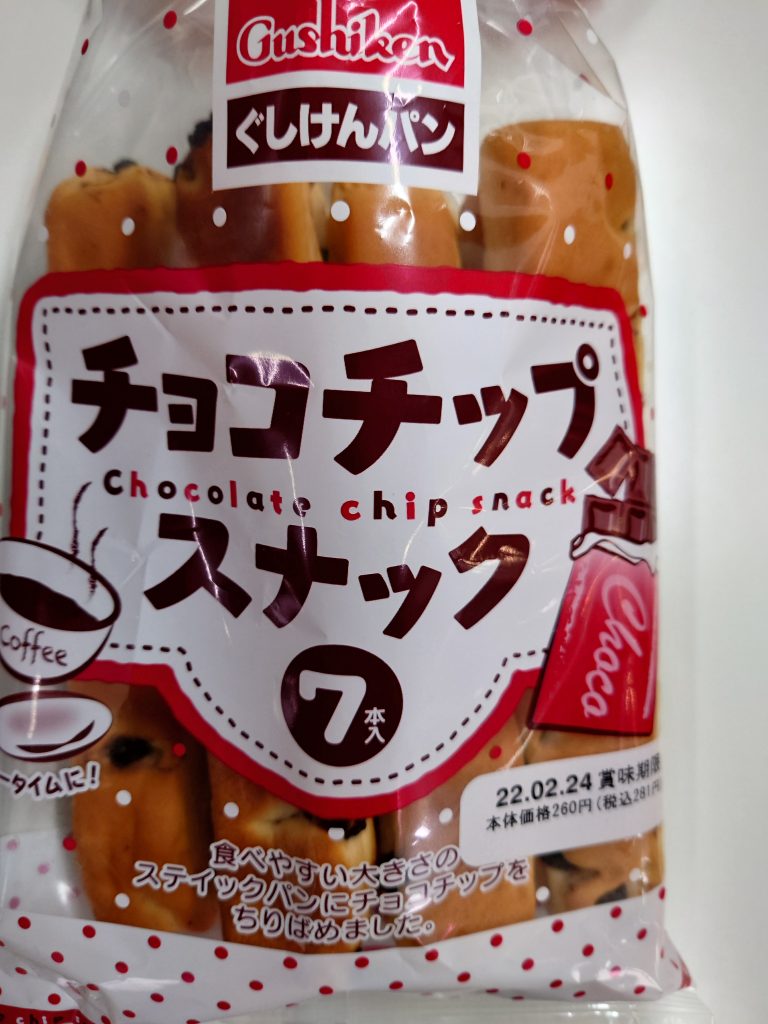 Gushiken
ぐしけんパン
チョコチップ
Chocolate chip snack
スナック
7本入
Coffee
Choco
ータイムに!
22.02.24 賞味期限
本体価格260円(税込281円
食べやすい大きさの
スティックパンにチョコチップを
ちりばめました。